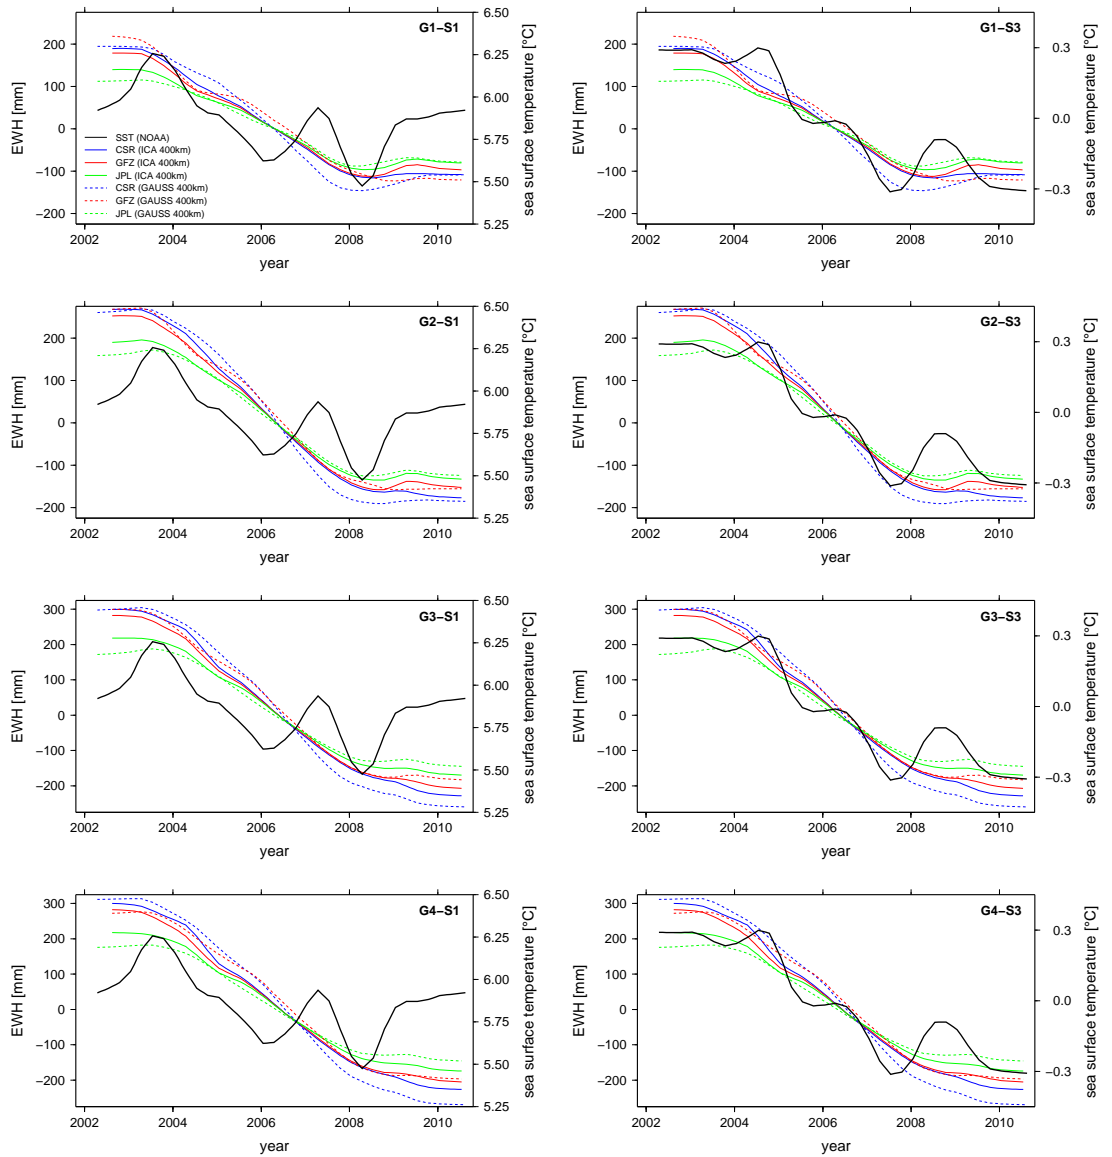 G1–S1
EWH [mm]
200
100
0
−100
−200
6.50
6.25
6.00
5.75
5.50
5.25
sea surface temperature [°C]
SST (NOAA)
CSR (ICA 400km)
GFZ (ICA 400km)
JPL (ICA 400km)
CSR (GAUSS 400km)
GFZ (GAUSS 400km)
JPL (GAUSS 400km)
2002 2004 2006 2008 2010
year
G1–S3
EWH [mm]
200
100
0
−100
−200
0.3
0.0
−0.3
sea surface temperature [°C]
2002 2004 2006 2008 2010
year
G2–S1
EWH [mm]
200
100
0
−100
−200
6.50
6.25
6.00
5.75
5.50
5.25
sea surface temperature [°C]
2002 2004 2006 2008 2010
year
G2–S3
EWH [mm]
200
100
0
−100
−200
0.3
0.0
−0.3
sea surface temperature [°C]
2002 2004 2006 2008 2010
year
G3–S1
EWH [mm]
300
200
100
0
−100
−200
6.50
6.25
6.00
5.75
5.50
5.25
sea surface temperature [°C]
2002 2004 2006 2008 2010
year
G3–S3
EWH [mm]
300
200
100
0
−100
−200
0.3
0.0
−0.3
sea surface temperature [°C]
2002 2004 2006 2008 2010
year
G4–S1
EWH [mm]
300
200
100
0
−100
−200
6.50
6.25
6.00
5.75
5.50
5.25
sea surface temperature [°C]
2002 2004 2006 2008 2010
year
G4–S3
EWH [mm]
300
200
100
0
−100
−200
0.3
0.0
−0.3
sea surface temperature [°C]
2002 2004 2006 2008 2010
year